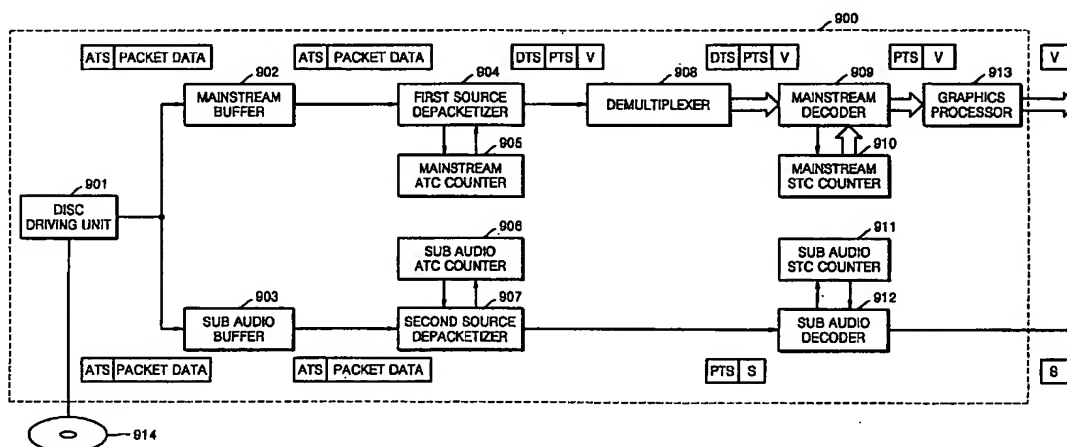 900
ATS PACKET DATA
ATS PACKET DATA
DTS PTS V
DTS PTS V
PTS V
V
902
MAINSTREAM
BUFFER
904
FIRST SOURCE
DEPACKETIZER
908
DEMULTIPLEXER
909
MAINSTREAM
DECODER
913
GRAPHICS
PROCESSOR
905
MAINSTREAM
ATC COUNTER
910
MAINSTREAM
STC COUNTER
901
DISC
DRIVING UNIT
906
SUB AUDIO
ATC COUNTER
911
SUB AUDIO
STC COUNTER
903
SUB AUDIO
BUFFER
907
SECOND SOURCE
DEPACKETIZER
912
SUB AUDIO
DECODER
ATS PACKET DATA
ATS PACKET DATA
PTS S
S
914